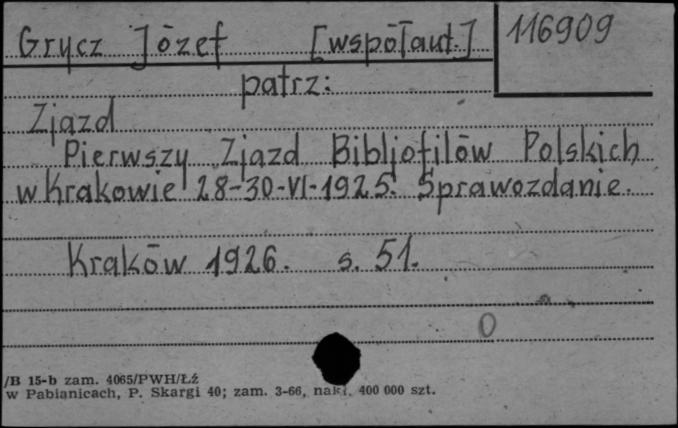 Grycz Józef [współaut.] 116909
patrz:
Zjazd
Pierwszy Zjazd Bibljofilów Polskich
w Krakowie 28-30-VI-1925. Sprawozdanie.
Kraków 1926. s. 51.
0
/B 15-b zam. 4065/PWH/Łź
w Pabianicach, P. Skargi 40; zam. 3-66, nakł. 400 000 szt.